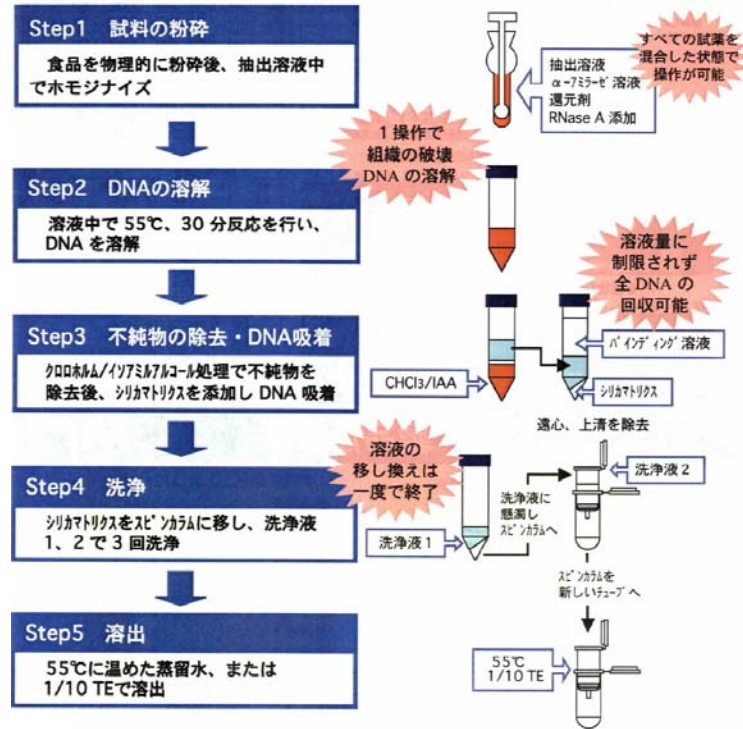 Step1 試料の粉砕
食品を物理的に粉砕後、抽出溶液中
でホモジナイズ
抽出溶液
α-アミラーゼ溶液
還元剤
RNase A 添加
すべての試薬を
混合した状態で
操作が可能
1 操作で
組織の破壊
DNA の溶解
Step2 DNAの溶解
溶液中で 55℃、30 分反応を行い、
DNA を溶解
溶液量に
制限されず
全 DNA の
回収可能
Step3 不純物の除去・DNA吸着
クロロホルム/イソアミルアルコール処理で不純物を
除去後、シリカマトリクスを添加し DNA 吸着
CHCl3/IAA
バインディング溶液
シリカマトリクス
遠心、上清を除去
溶液の
移し換えは
一度で終了
Step4 洗浄
シリカマトリクスをスピンカラムに移し、洗浄液
1、2 で 3 回洗浄
洗浄液1
洗浄液に
懸濁し
スピンカラムへ
洗浄液2
スピンカラムを
新しいチューブへ
Step5 溶出
55℃に温めた蒸留水、または
1/10 TEで溶出
55℃
1/10 TE